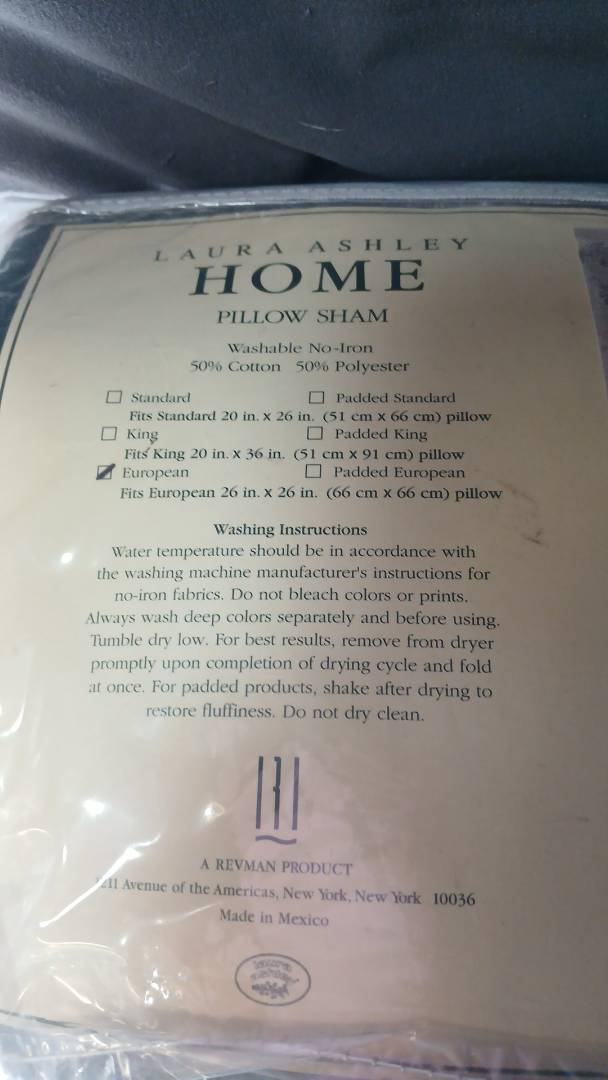 LAURA ASHLEY
HOME
PILLOW SHAM
Washable No-Iron
50% Cotton 50% Polyester
☐ Standard ☐ Padded Standard
Fits Standard 20 in. x 26 in. (51 cm x 66 cm) pillow
☐ King ☐ Padded King
Fits King 20 in. x 36 in. (51 cm x 91 cm) pillow
☑ European ☐ Padded European
Fits European 26 in. x 26 in. (66 cm x 66 cm) pillow
Washing Instructions
Water temperature should be in accordance with
the washing machine manufacturer's instructions for
no-iron fabrics. Do not bleach colors or prints.
Always wash deep colors separately and before using.
Tumble dry low. For best results, remove from dryer
promptly upon completion of drying cycle and fold
at once. For padded products, shake after drying to
restore fluffiness. Do not dry clean.
A REVMAN PRODUCT
Avenue of the Americas, New York, New York 10036
Made in Mexico
laura
ashley